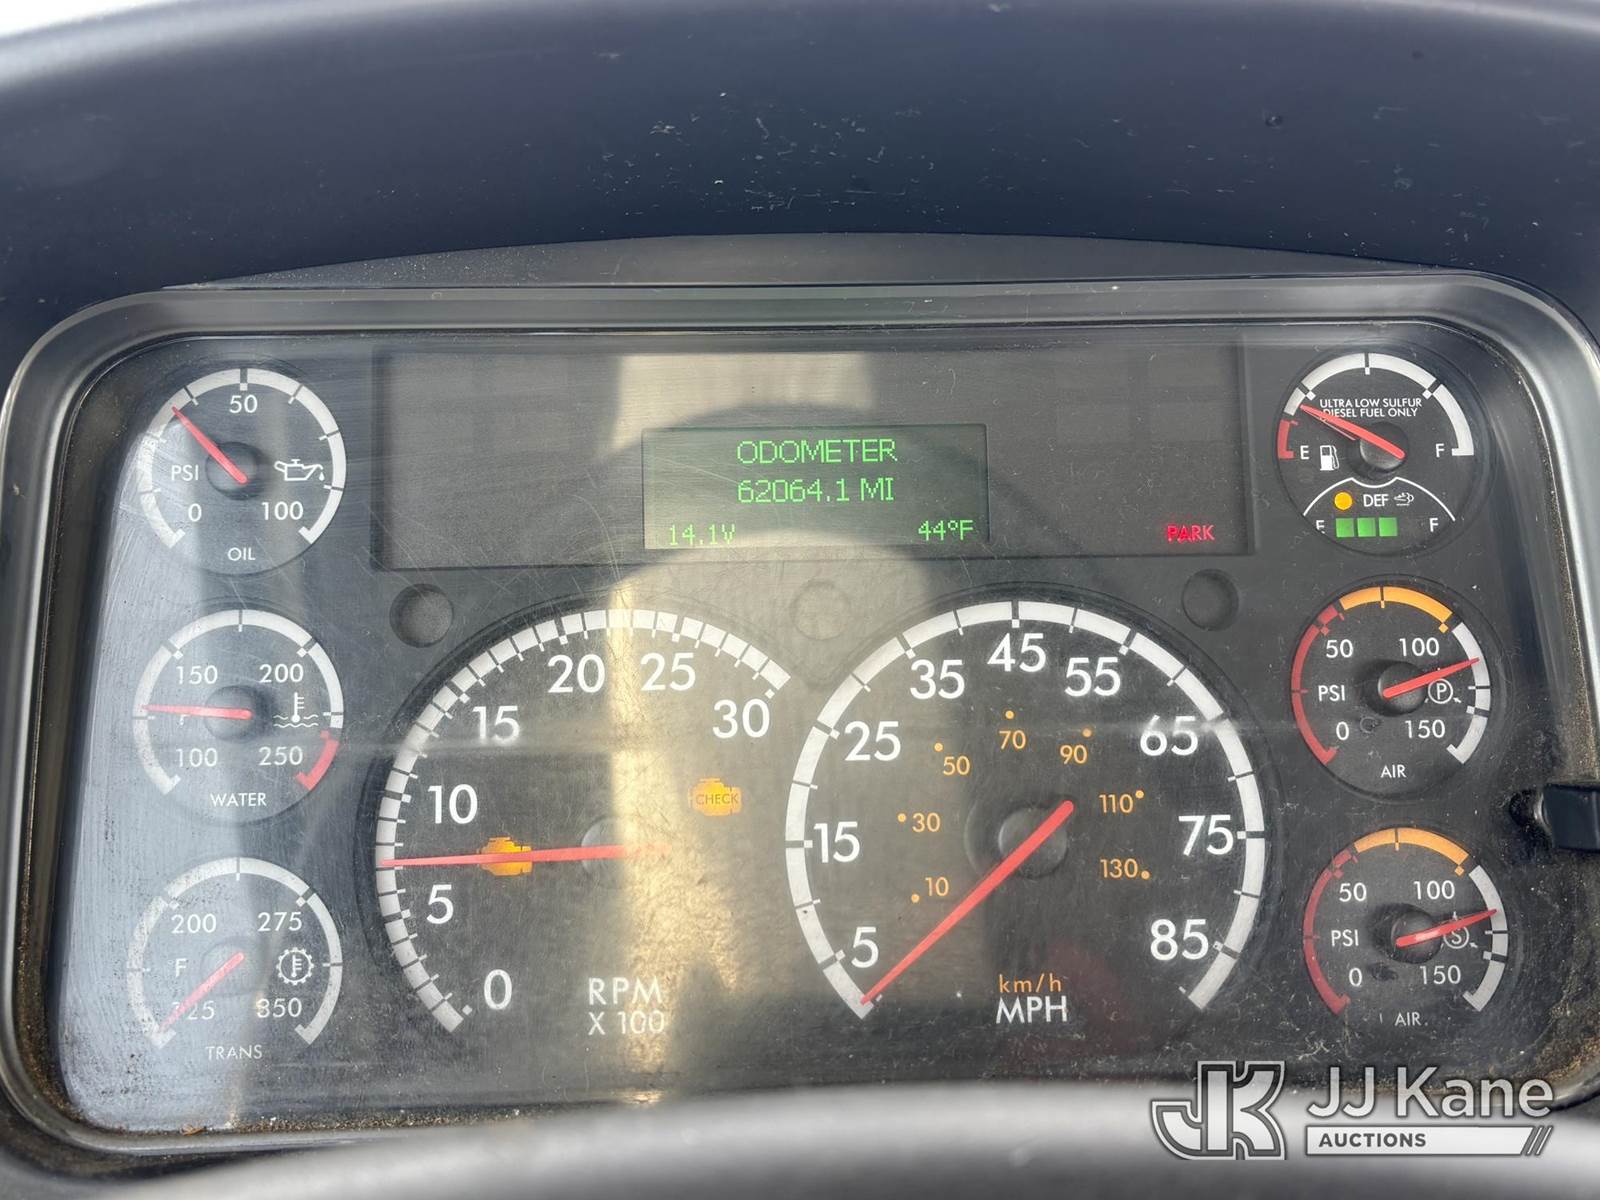 50
PSI
0
100
OIL
ODOMETER
62064.1 MI
14.1V
44°F
PARK
ULTRA LOW SULFUR
DIESEL FUEL ONLY
E
F
DEF
E
F
150
200
F
100
250
WATER
200
275
F
350
TRANS
0
5
10
15
20
25
30
CHECK
RPM
X 100
5
15
25
35
45
55
65
75
85
10
30
50
70
90
110
130
km/h
MPH
50
100
PSI
P
0
150
AIR
50
100
PSI
S
0
150
AIR
JK
JJ Kane
AUCTIONS